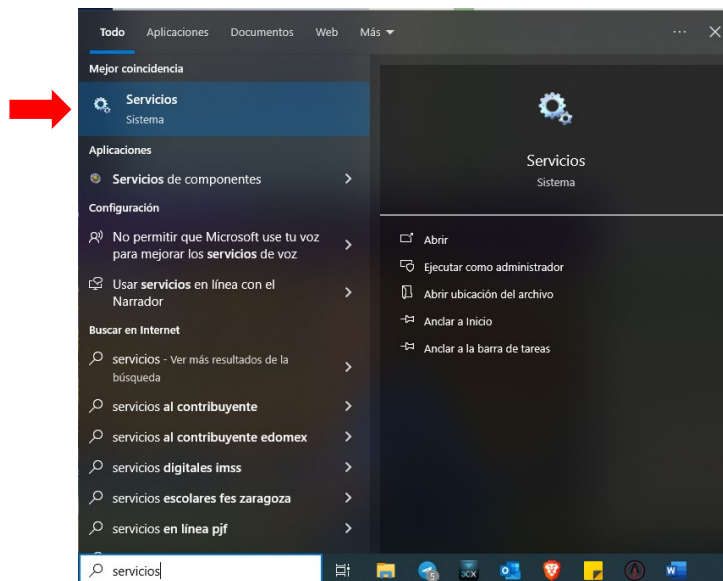 Todo Aplicaciones Documentos Web Más
Mejor coincidencia
Servicios
Sistema
Aplicaciones
Servicios de componentes
Configuración
No permitir que Microsoft use tu voz
para mejorar los servicios de voz
Usar servicios en línea con el
Narrador
Buscar en Internet
servicios - Ver más resultados de la
búsqueda
servicios al contribuyente
servicios al contribuyente edomex
servicios digitales imss
servicios escolares fes zaragoza
servicios en línea pjf
servicios
Servicios
Sistema
Abrir
Ejecutar como administrador
Abrir ubicación del archivo
Anclar a Inicio
Anclar a la barra de tareas
5
3CX
W